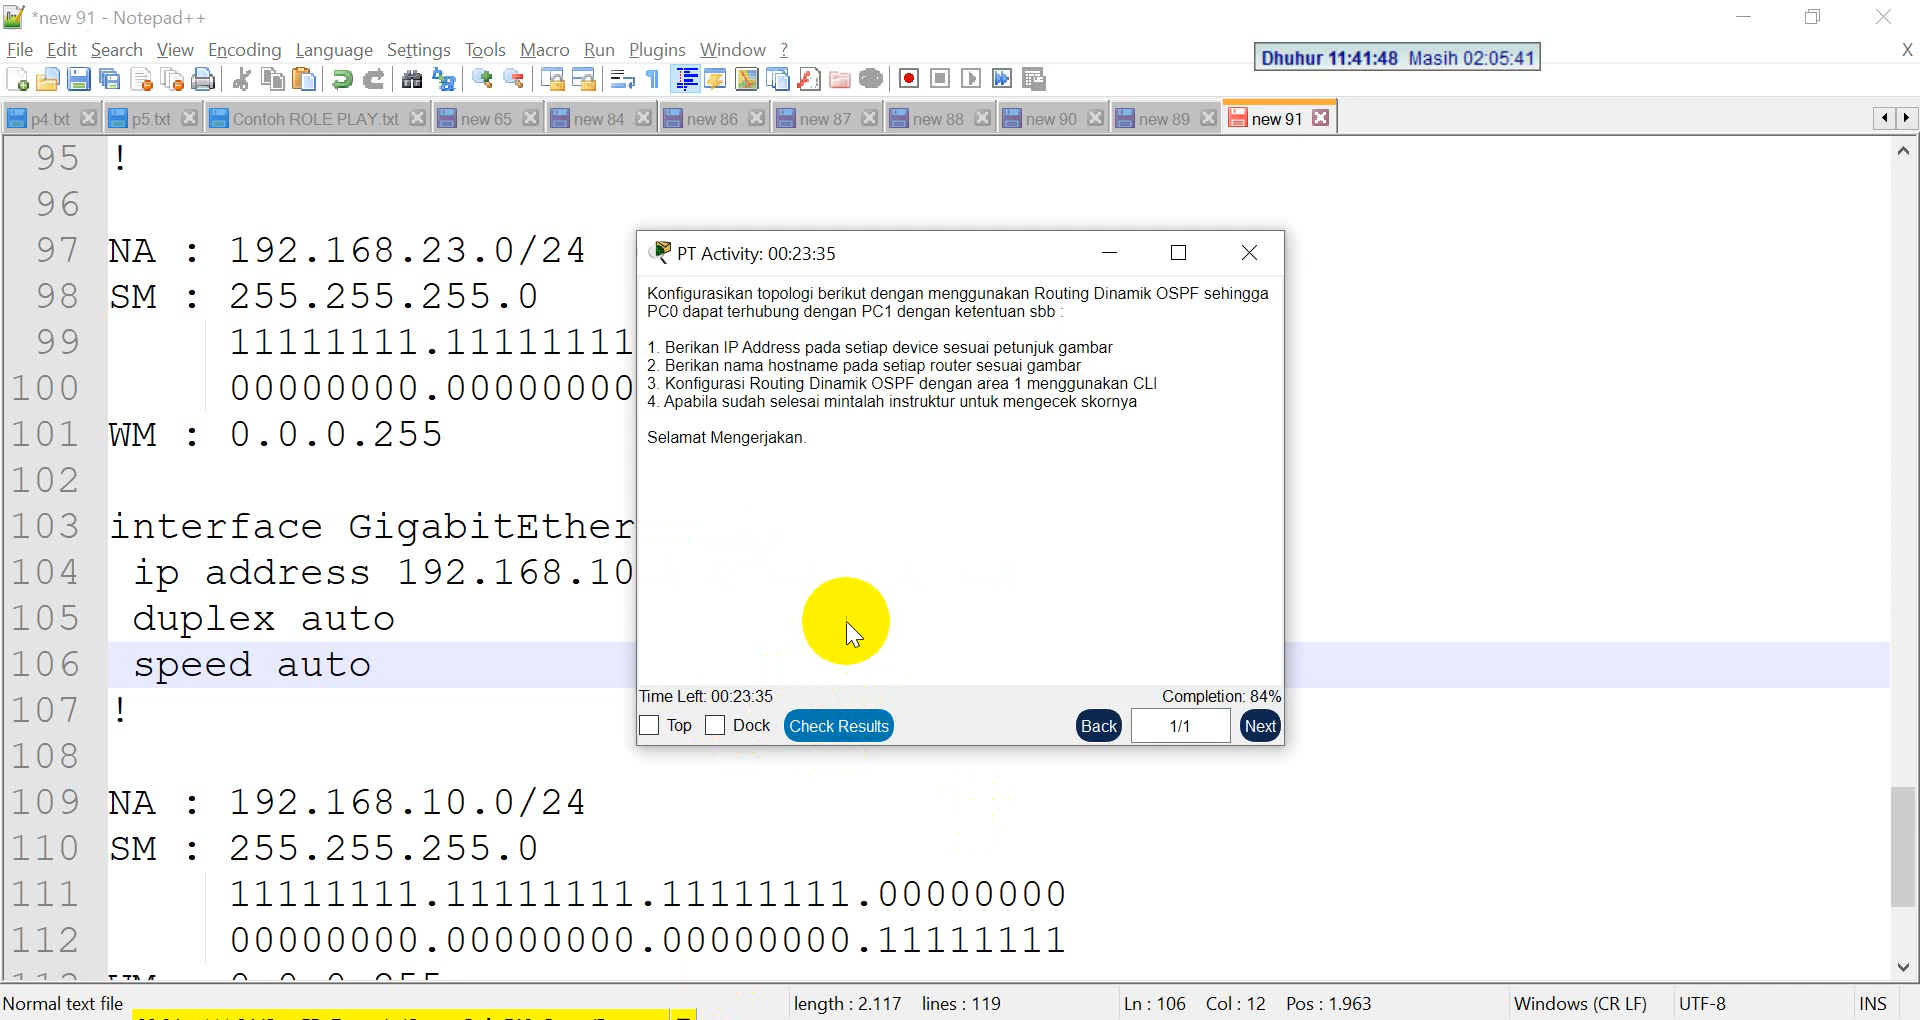 *new 91 - Notepad++
File Edit Search View Encoding Language Settings Tools Macro Run Plugins Window ?
X
Dhuhur 11:41:48 Masih 02:05:41
p4.txt p5.txt Contoh ROLE PLAY.txt new 65 new 84 new 86 new 87 new 88 new 90 new 89 new 91
95 !
96
97 NA : 192.168.23.0/24
98 SM : 255.255.255.0
99 11111111.11111111
100 00000000.00000000
101 WM : 0.0.0.255
102
103 interface GigabitEther
104 ip address 192.168.10
105 duplex auto
106 speed auto
107 !
108
109 NA : 192.168.10.0/24
110 SM : 255.255.255.0
111 11111111.11111111.11111111.00000000
112 00000000.00000000.00000000.11111111
PT Activity: 00:23:35
Konfigurasikan topologi berikut dengan menggunakan Routing Dinamik OSPF sehingga
PC0 dapat terhubung dengan PC1 dengan ketentuan sbb :
1. Berikan IP Address pada setiap device sesuai petunjuk gambar
2. Berikan nama hostname pada setiap router sesuai gambar
3. Konfigurasi Routing Dinamik OSPF dengan area 1 menggunakan CLI
4. Apabila sudah selesai mintalah instruktur untuk mengecek skornya
Selamat Mengerjakan.
Time Left: 00:23:35 Completion: 84%
Top Dock Check Results Back 1/1 Next
Normal text file length : 2.117 lines : 119 Ln : 106 Col : 12 Pos : 1.963 Windows (CR LF) UTF-8 INS